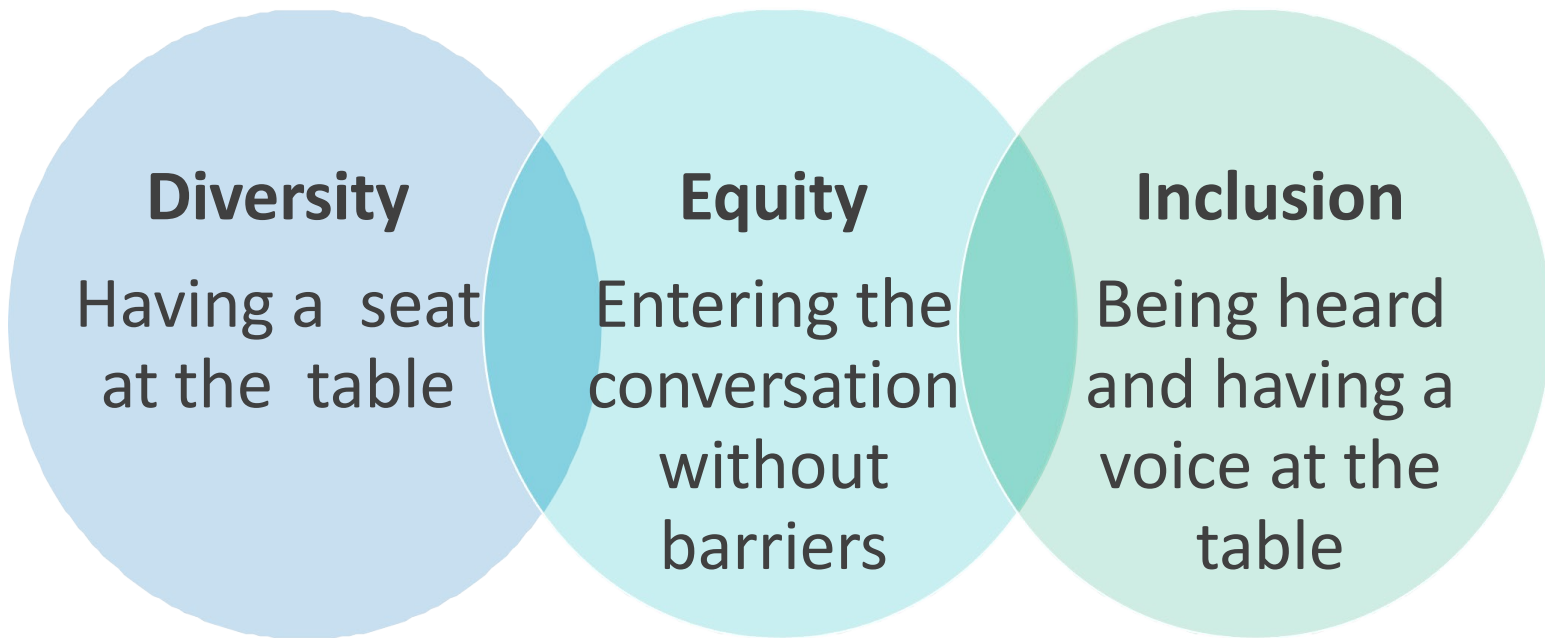 Diversity
Having a seat
at the table
Equity
Entering the
conversation
without
barriers
Inclusion
Being heard
and having a
voice at the
table